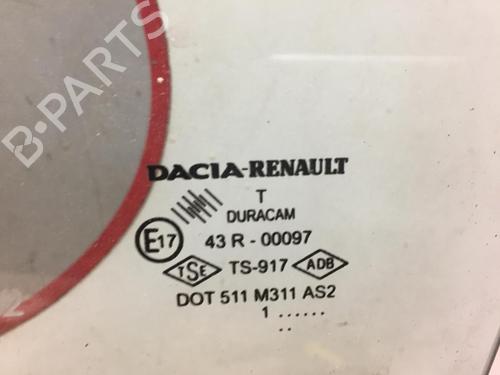 B-PARTS
DACIA-RENAULT
T
DURACAM
E17 43 R - 00097
TSE TS-917 ADB
DOT 511 M311 AS2
1 ......
..